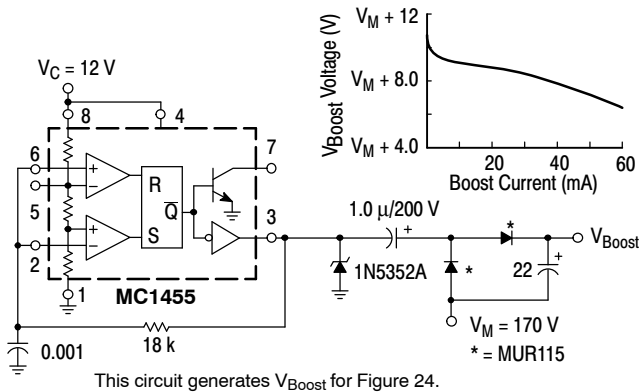 V_M + 12
V_M + 8.0
V_M + 4.0
V_Boost Voltage (V)
20
40
60
Boost Current (mA)
V_C = 12 V
8
4
6
7
5
2
3
1
+
−
+
−
R
S
Q̅
MC1455
1.0 μ/200 V
+
1N5352A
*
*
22
+
V_Boost
V_M = 170 V
* = MUR115
0.001
18 k
This circuit generates V_Boost for Figure 24.